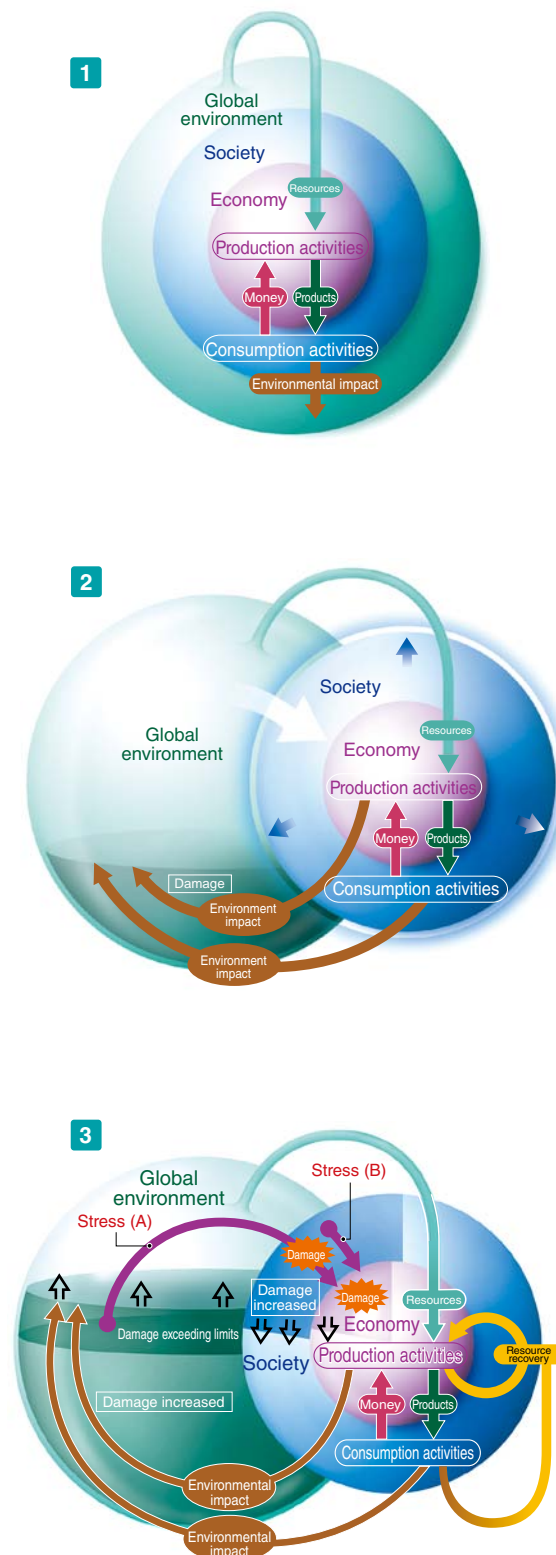 1
Global
environment
Society
Economy
Resources
Production activities
Money
Products
Consumption activities
Environmental impact
2
Society
Global
environment
Economy
Resources
Production activities
Money
Products
Damage
Consumption activities
Environment
impact
Environment
impact
3
Global
environment
Stress (B)
Stress (A)
Damage
Damage
Damage
increased
Resources
Damage exceeding limits
Economy
Society
Production activities
Resource
recovery
Damage increased
Money
Products
Consumption activities
Environmental
impact
Environmental
impact